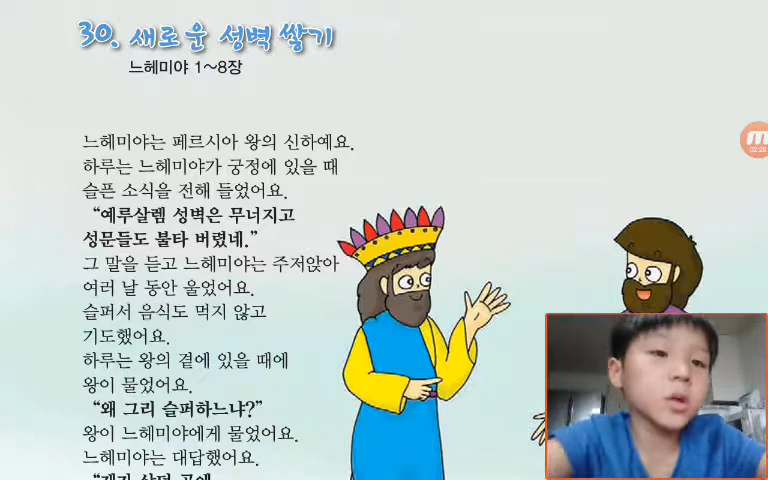 30. 새로운 성벽 쌓기
느헤미야 1~8장
느헤미야는 페르시아 왕의 신하예요.
하루는 느헤미야가 궁정에 있을 때
슬픈 소식을 전해 들었어요.
“예루살렘 성벽은 무너지고
성문들도 불타 버렸네.”
그 말을 듣고 느헤미야는 주저앉아
여러 날 동안 울었어요.
슬퍼서 음식도 먹지 않고
기도했어요.
하루는 왕의 곁에 있을 때에
왕이 물었어요.
“왜 그리 슬퍼하느냐?”
왕이 느헤미야에게 물었어요.
느헤미야는 대답했어요.
“제가 살던 곳에
M
02:26